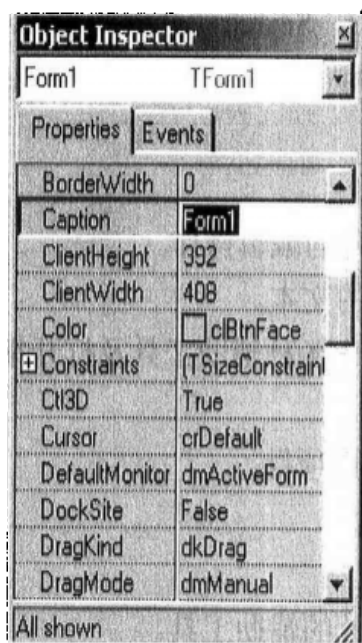 Object Inspector
Form1 TForm1
Properties Events
BorderWidth 0
Caption Form1
ClientHeight 392
ClientWidth 408
Color clBtnFace
Constraints (TSizeConstraint
Ctl3D True
Cursor crDefault
DefaultMonitor dmActiveForm
DockSite False
DragKind dkDrag
DragMode dmManual
All shown